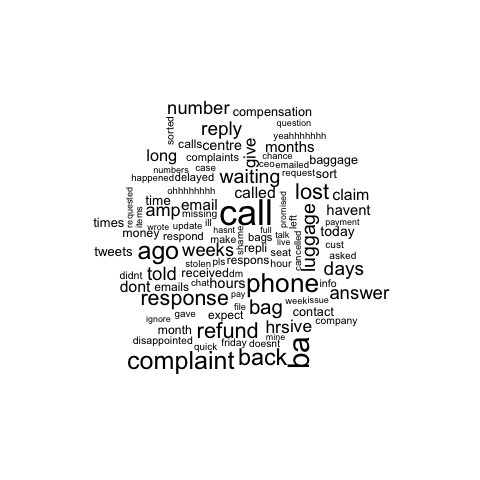 number compensation
sorted reply question
calls centre give yeahhhhhhh
long complaints chance months
numbers case ceo emailed baggage
happened delayed waiting request sort
ohhhhhhhh called lost claim
requested items time email call promised left luggage havent
times amp missing payment
wrote update ill full today
money respond hasnt shame talk cancelled cust
tweets ago weeks make bags live
repli seat asked
stolen pls respons hour days
didnt told received dm
dont emails chat hours phone info
response pay week issue answer
file bag
ignore gave expect contact
month refund hrs ive company
disappointed quick friday doesnt mine
complaint back ba